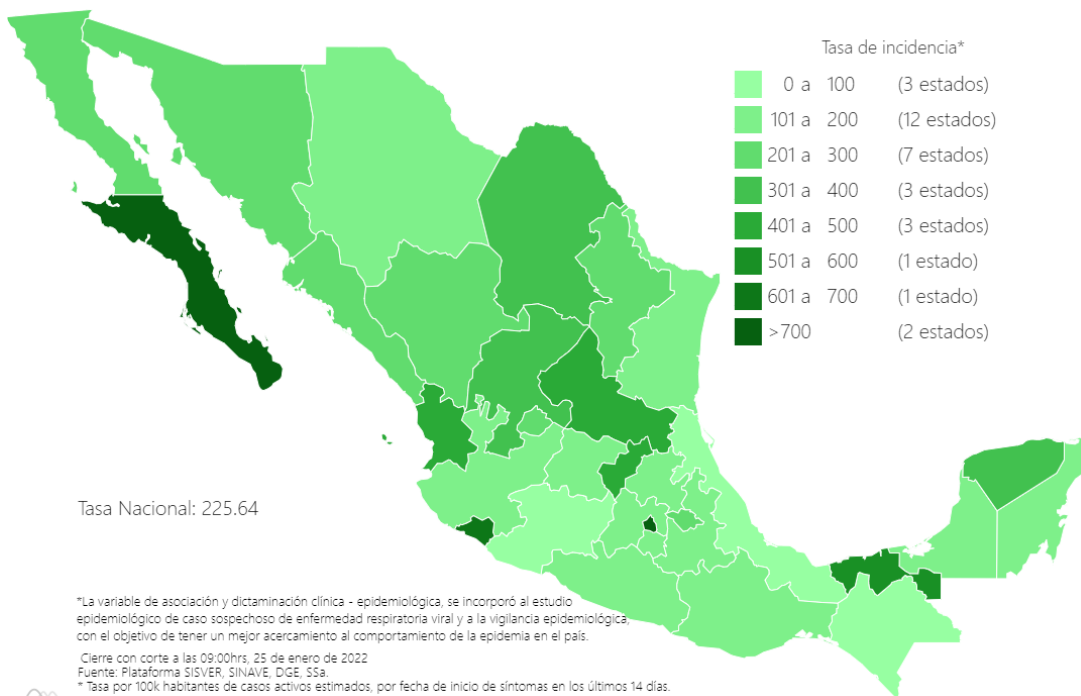 Tasa de incidencia*
0 a 100 (3 estados)
101 a 200 (12 estados)
201 a 300 (7 estados)
301 a 400 (3 estados)
401 a 500 (3 estados)
501 a 600 (1 estado)
601 a 700 (1 estado)
>700 (2 estados)
Tasa Nacional: 225.64
*La variable de asociación y dictaminación clínica - epidemiológica, se incorporó al estudio
epidemiológico de caso sospechoso de enfermedad respiratoria viral y a la vigilancia epidemiológica,
con el objetivo de tener un mejor acercamiento al comportamiento de la epidemia en el país.
Cierre con corte a las 09:00hrs, 25 de enero de 2022
Fuente: Plataforma SISVER, SINAVE, DGE, SSa.
* Tasa por 100k habitantes de casos activos estimados, por fecha de inicio de síntomas en los últimos 14 días.